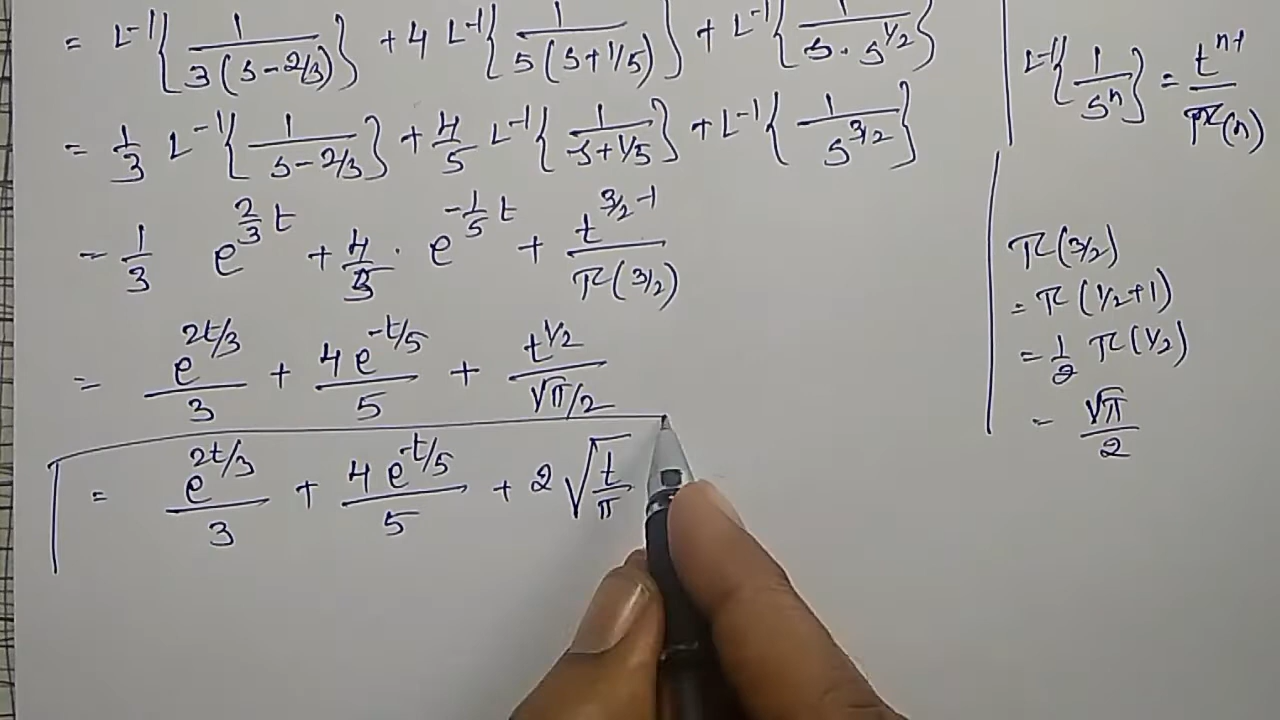 = L⁻¹{1/3(s-2/3)} + 4 L⁻¹{1/5(s+1/5)} + L⁻¹{1/s·s^1/2}
= 1/3 L⁻¹{1/s-2/3} + 4/5 L⁻¹{1/s+1/5} + L⁻¹{1/s^3/2}
= 1/3 e^2/3 t + 4/5 · e^-1/5 t + t^3/2-1/Γ(3/2)
= e^2t/3/3 + 4e^-t/5/5 + t^1/2/√π/2
= e^2t/3/3 + 4e^-t/5/5 + 2√t/π
L⁻¹{1/sⁿ} = t^n-1/Γ(n)
Γ(3/2)
= Γ(1/2+1)
= 1/2 Γ(1/2)
= √π/2